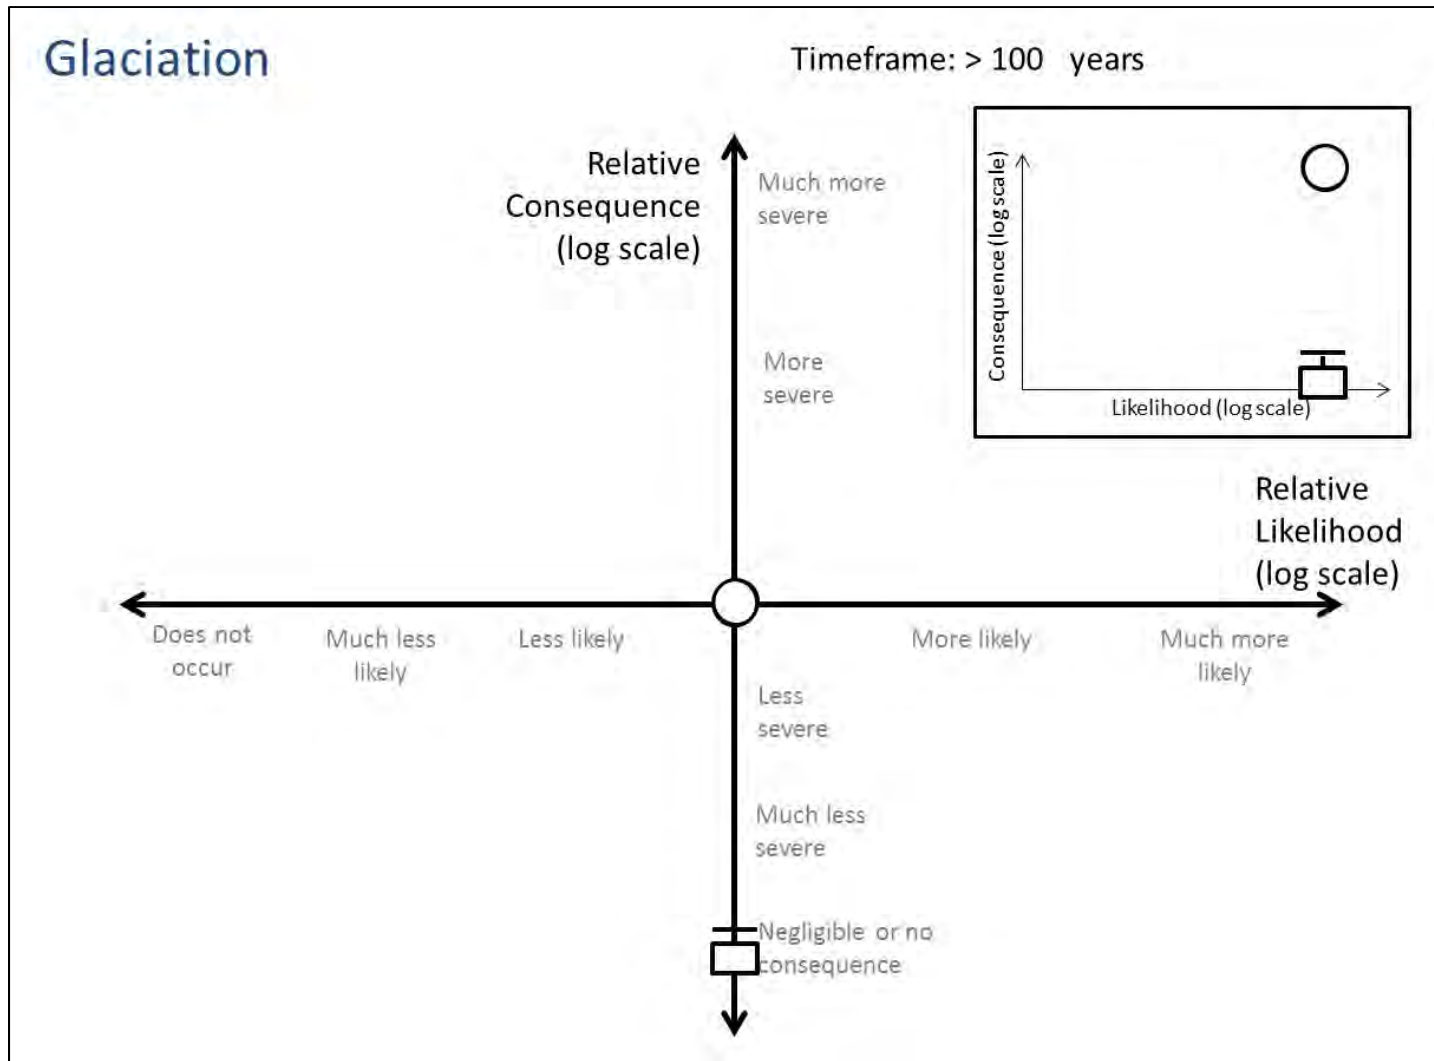 Glaciation
Timeframe: > 100 years
Relative
Consequence
(log scale)
Much more
severe
More
severe
Consequence (log scale)
Likelihood (log scale)
Relative
Likelihood
(log scale)
Does not
occur
Much less
likely
Less likely
More likely
Much more
likely
Less
severe
Much less
severe
Negligible or no
consequence